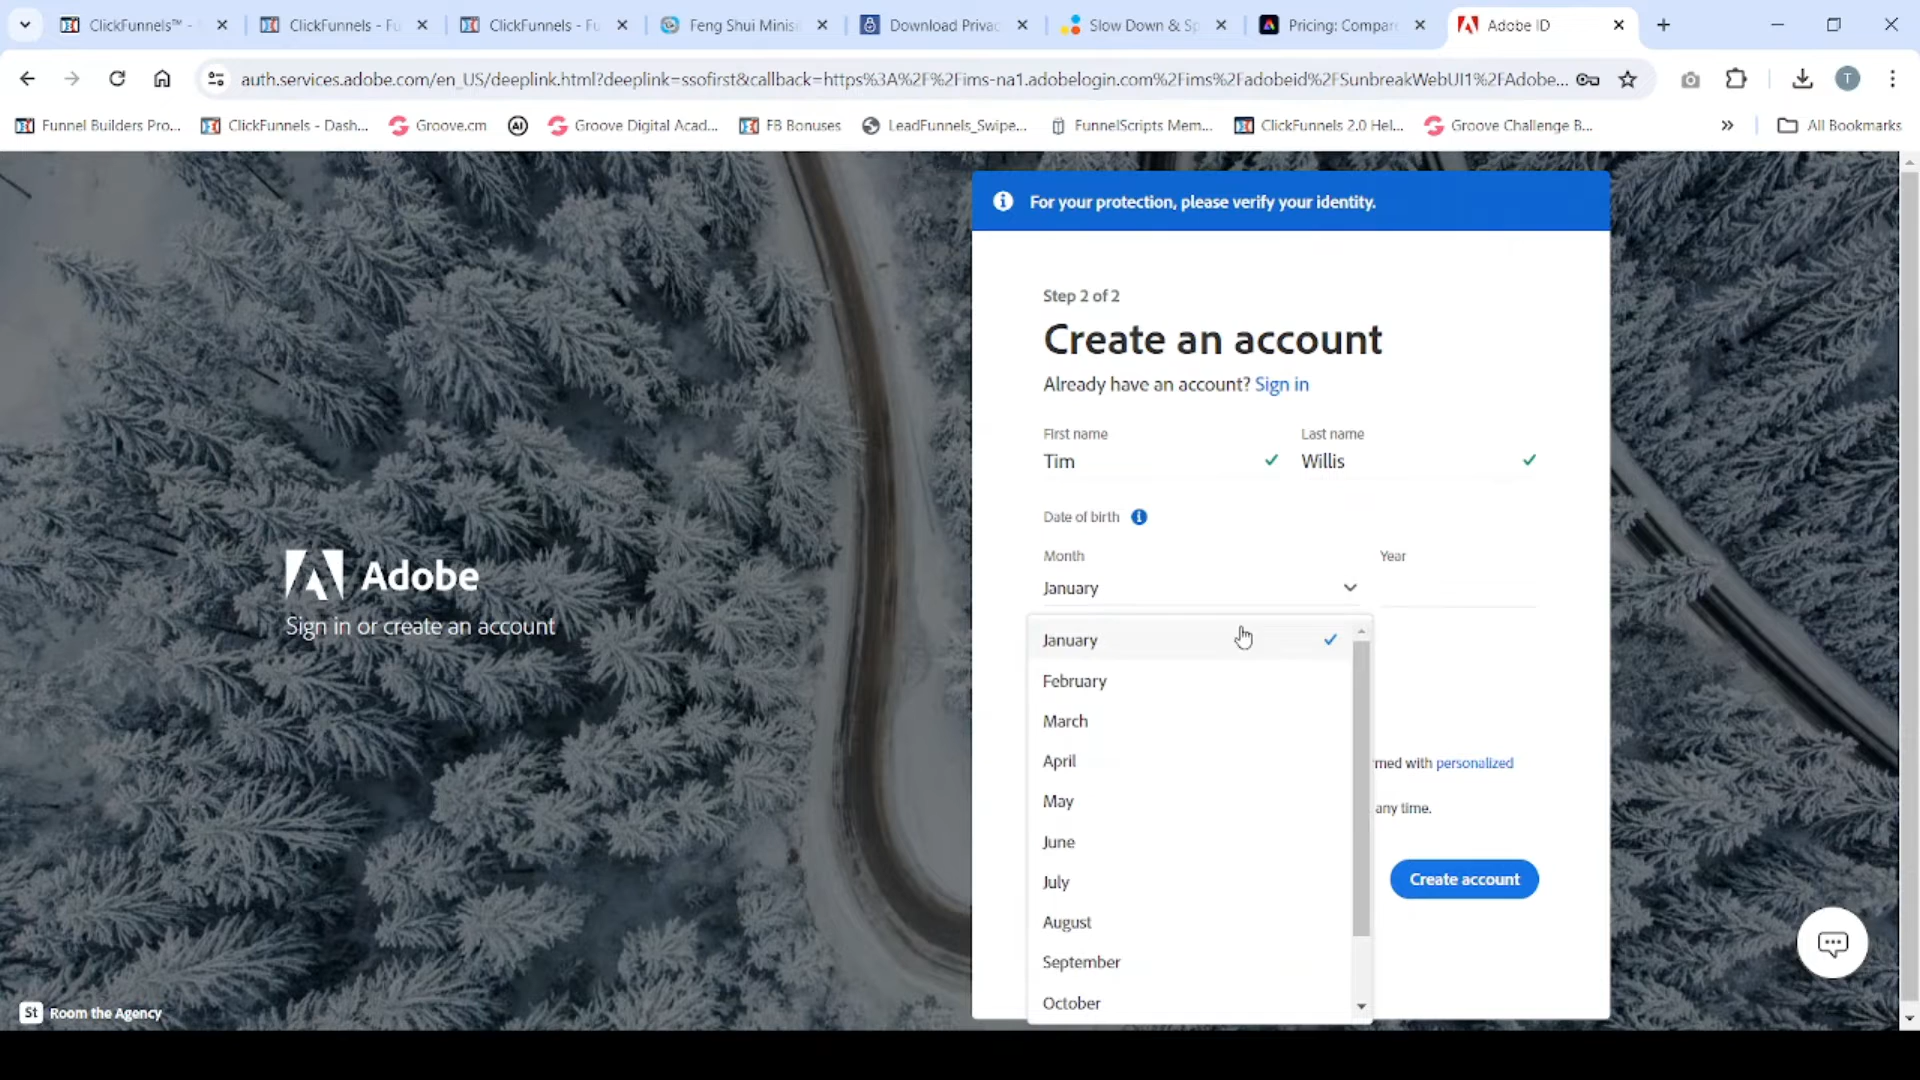 ClickFunnels™ -
ClickFunnels - Fu
ClickFunnels - Fu
Feng Shui Minis
Download Privac
Slow Down & Sp
Pricing: Compar
Adobe ID
auth.services.adobe.com/en_US/deeplink.html?deeplink=ssofirst&callback=https%3A%2F%2Fims-na1.adobelogin.com%2Fims%2Fadobeid%2FSunbreakWebUI1%2FAdobe...
T
Funnel Builders Pro...
ClickFunnels - Dash...
Groove.cm
AI
Groove Digital Acad...
FB Bonuses
LeadFunnels_Swipe...
FunnelScripts Mem...
ClickFunnels 2.0 Hel...
Groove Challenge B...
All Bookmarks
For your protection, please verify your identity.
Step 2 of 2
Create an account
Already have an account? Sign in
First name
Last name
Tim
Willis
Date of birth
Month
Year
January
Adobe
Sign in or create an account
January
February
March
April
May
June
July
August
September
October
rmed with personalized
any time.
Create account
St Room the Agency